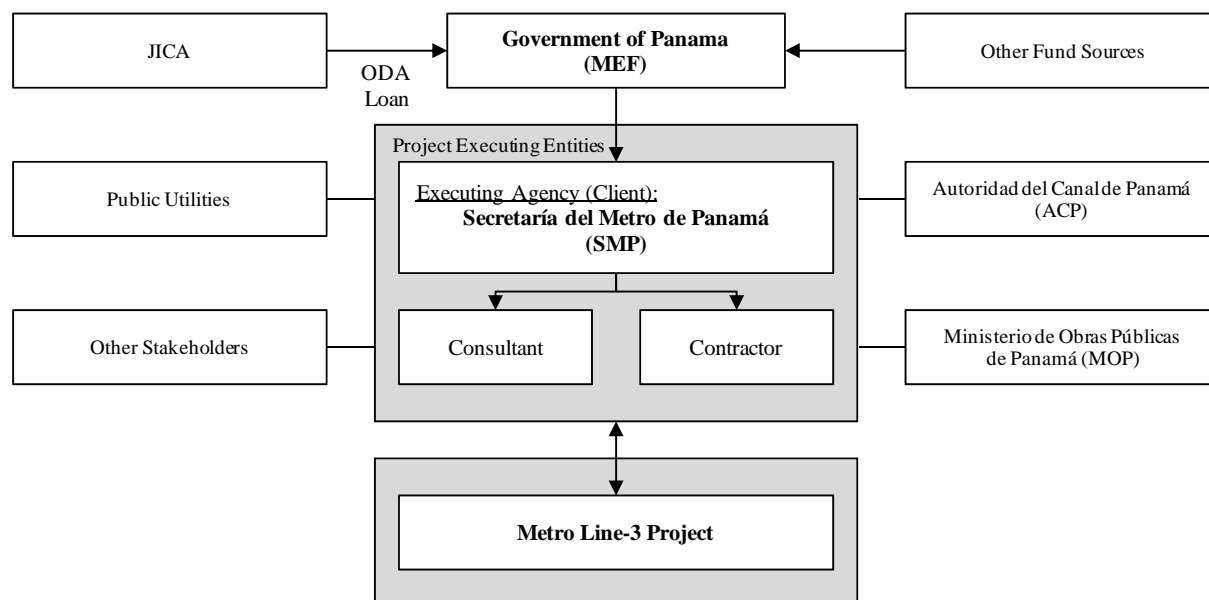 JICA
ODA
Loan
Government of Panama
(MEF)
Other Fund Sources
Project Executing Entities
Public Utilities
Executing Agency (Client):
Secretaría del Metro de Panamá
(SMP)
Autoridad del Canal de Panamá
(ACP)
Other Stakeholders
Consultant
Contractor
Ministerio de Obras Públicas
de Panamá (MOP)
Metro Line-3 Project